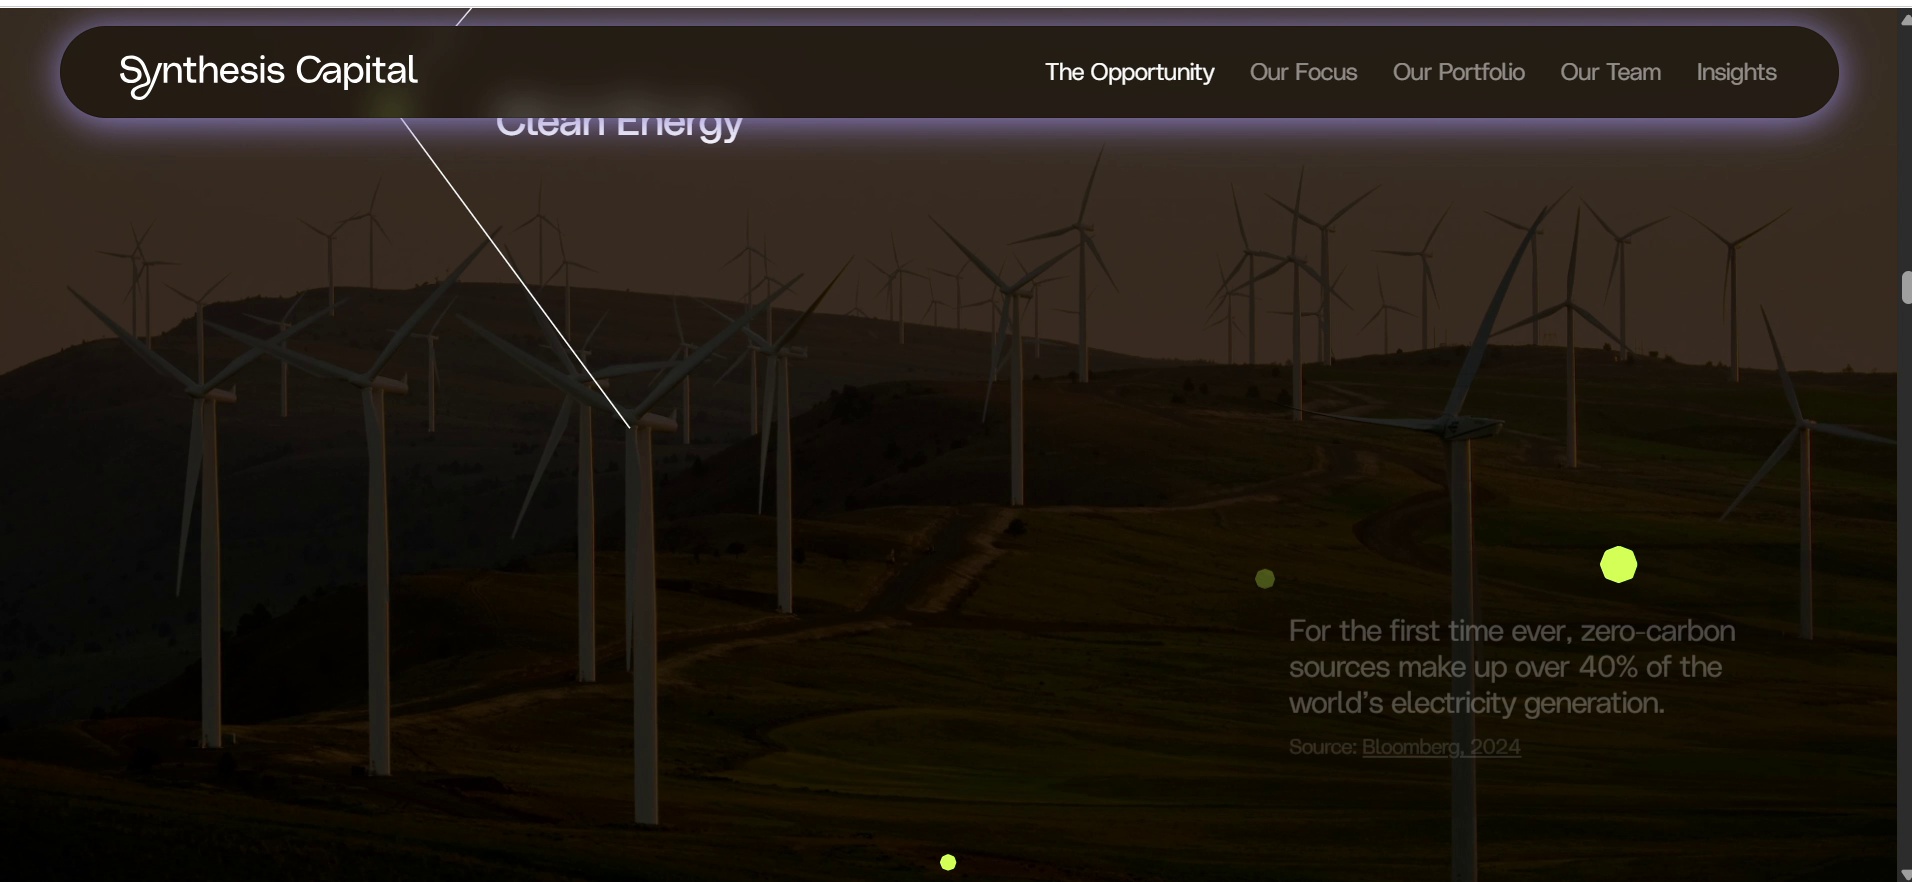 Synthesis Capital
The Opportunity
Our Focus
Our Portfolio
Our Team
Insights
Clean Energy
For the first time ever, zero-carbon
sources make up over 40% of the
world’s electricity generation.
Source: Bloomberg, 2024